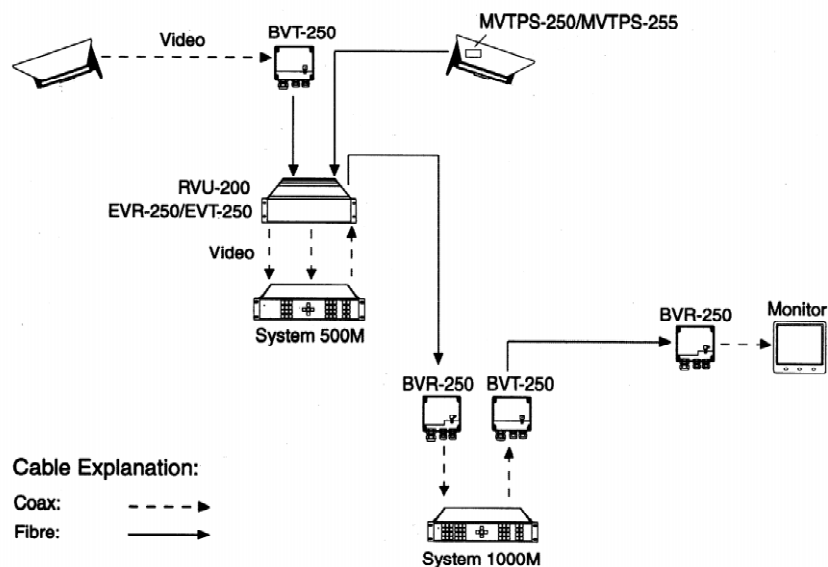 MVTPS-250/MVTPS-255
BVT-250
Video
RVU-200
EVR-250/EVT-250
Video
System 500M
BVR-250
Monitor
BVR-250
BVT-250
Cable Explanation:
Coax:
Fibre:
System 1000M